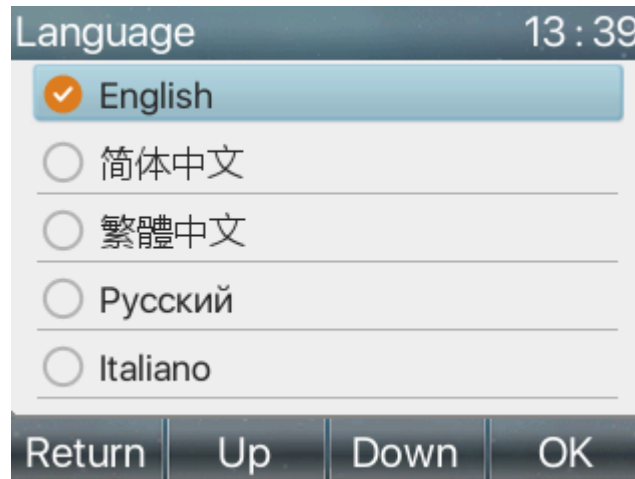 Language 13 : 39
English
简体中文
繁體中文
Русский
Italiano
Return Up Down OK